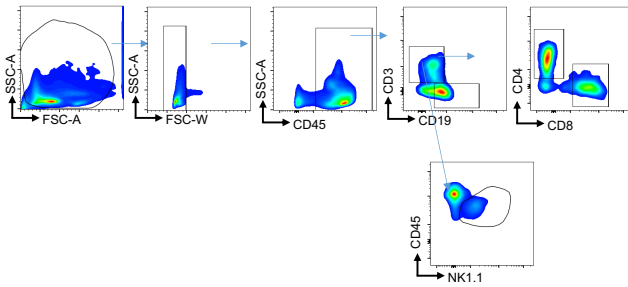 SSC-A
FSC-A
SSC-A
FSC-W
SSC-A
CD45
CD3
CD19
CD4
CD8
CD45
NK1.1